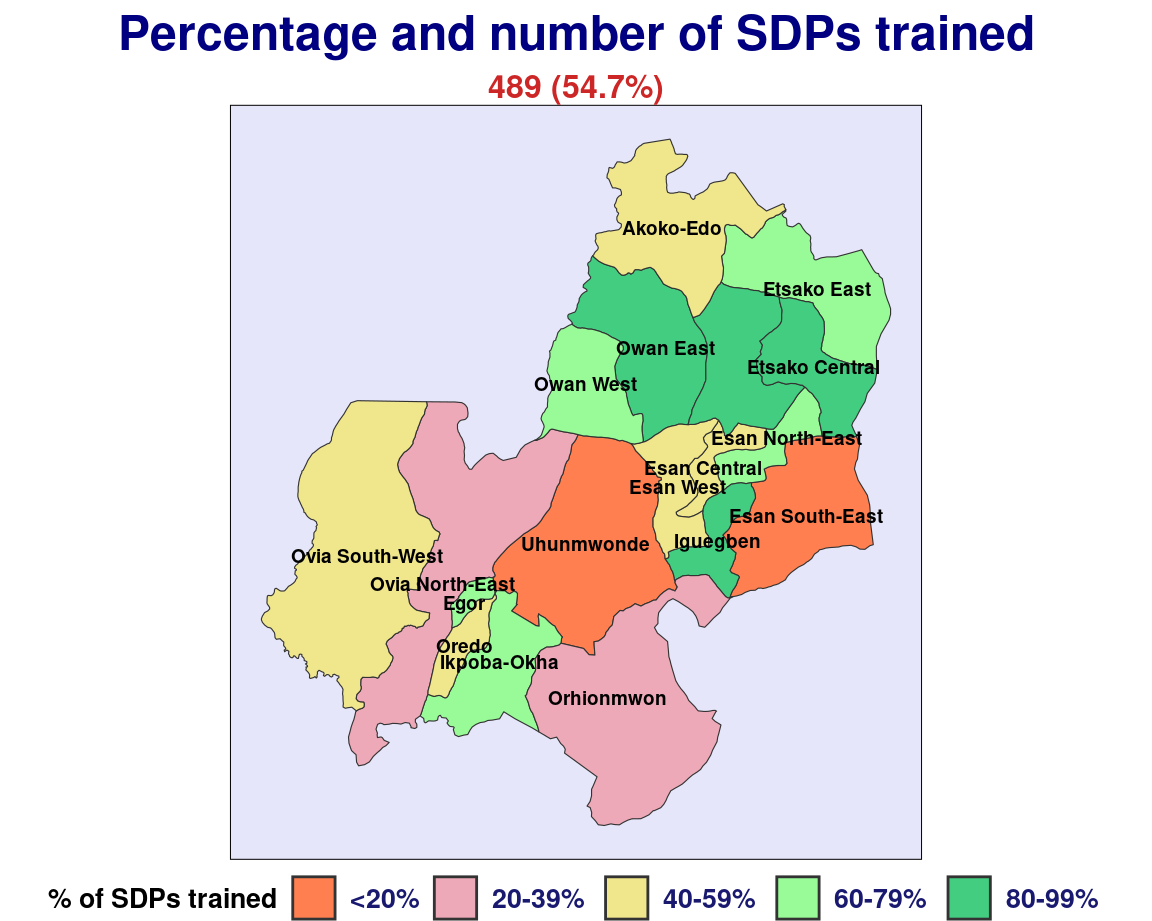 Percentage and number of SDPs trained
489 (54.7%)
Akoko-Edo
Etsako East
Owan East
Etsako Central
Owan West
Esan North-East
Esan Central
Esan West
Esan South-East
Iguegben
Uhunmwonde
Ovia South-West
Ovia North-East
Egor
Oredo
Ikpoba-Okha
Orhionmwon
% of SDPs trained <20% 20-39% 40-59% 60-79% 80-99%